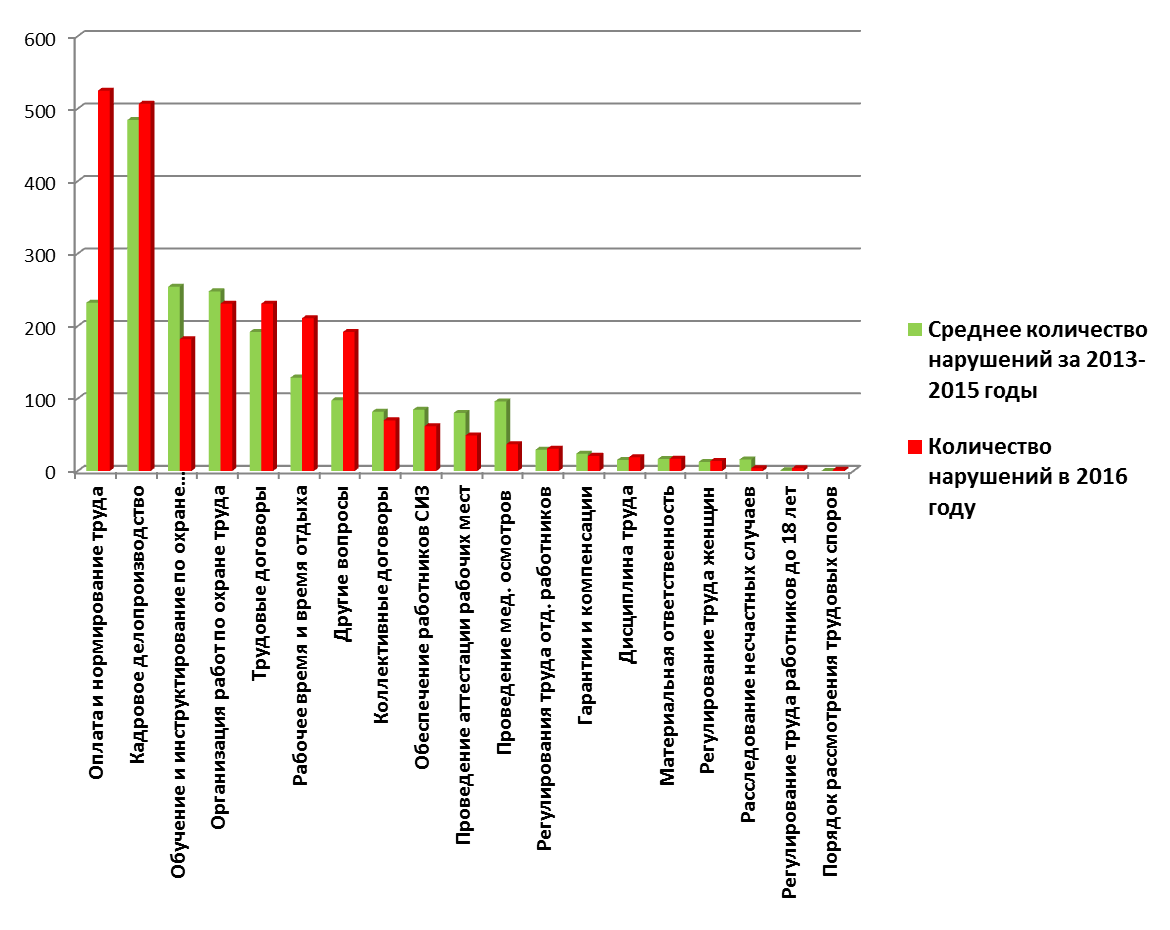 600
500
400
300
200
100
0
Оплата и нормирование труда
Кадровое делопроизводство
Обучение и инструктирование по охране…
Организация работ по охране труда
Трудовые договоры
Рабочее время и время отдыха
Другие вопросы
Коллективные договоры
Обеспечение работников СИЗ
Проведение аттестации рабочих мест
Проведение мед. осмотров
Регулирования труда отд. работников
Гарантии и компенсации
Дисциплина труда
Материальная ответственность
Регулирование труда женщин
Расследование несчастных случаев
Регулирование труда работников до 18 лет
Порядок рассмотрения трудовых споров
Среднее количество
нарушений за 2013-
2015 годы
Количество
нарушений в 2016
году